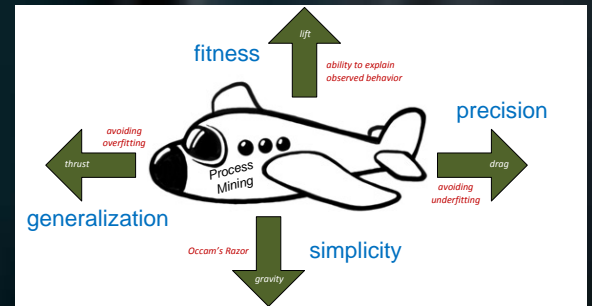 lift
fitness
ability to explain
observed behavior
precision
avoiding
overfitting
thrust
Process
Mining
drag
avoiding
underfitting
generalization
Occam's Razor
simplicity
gravity